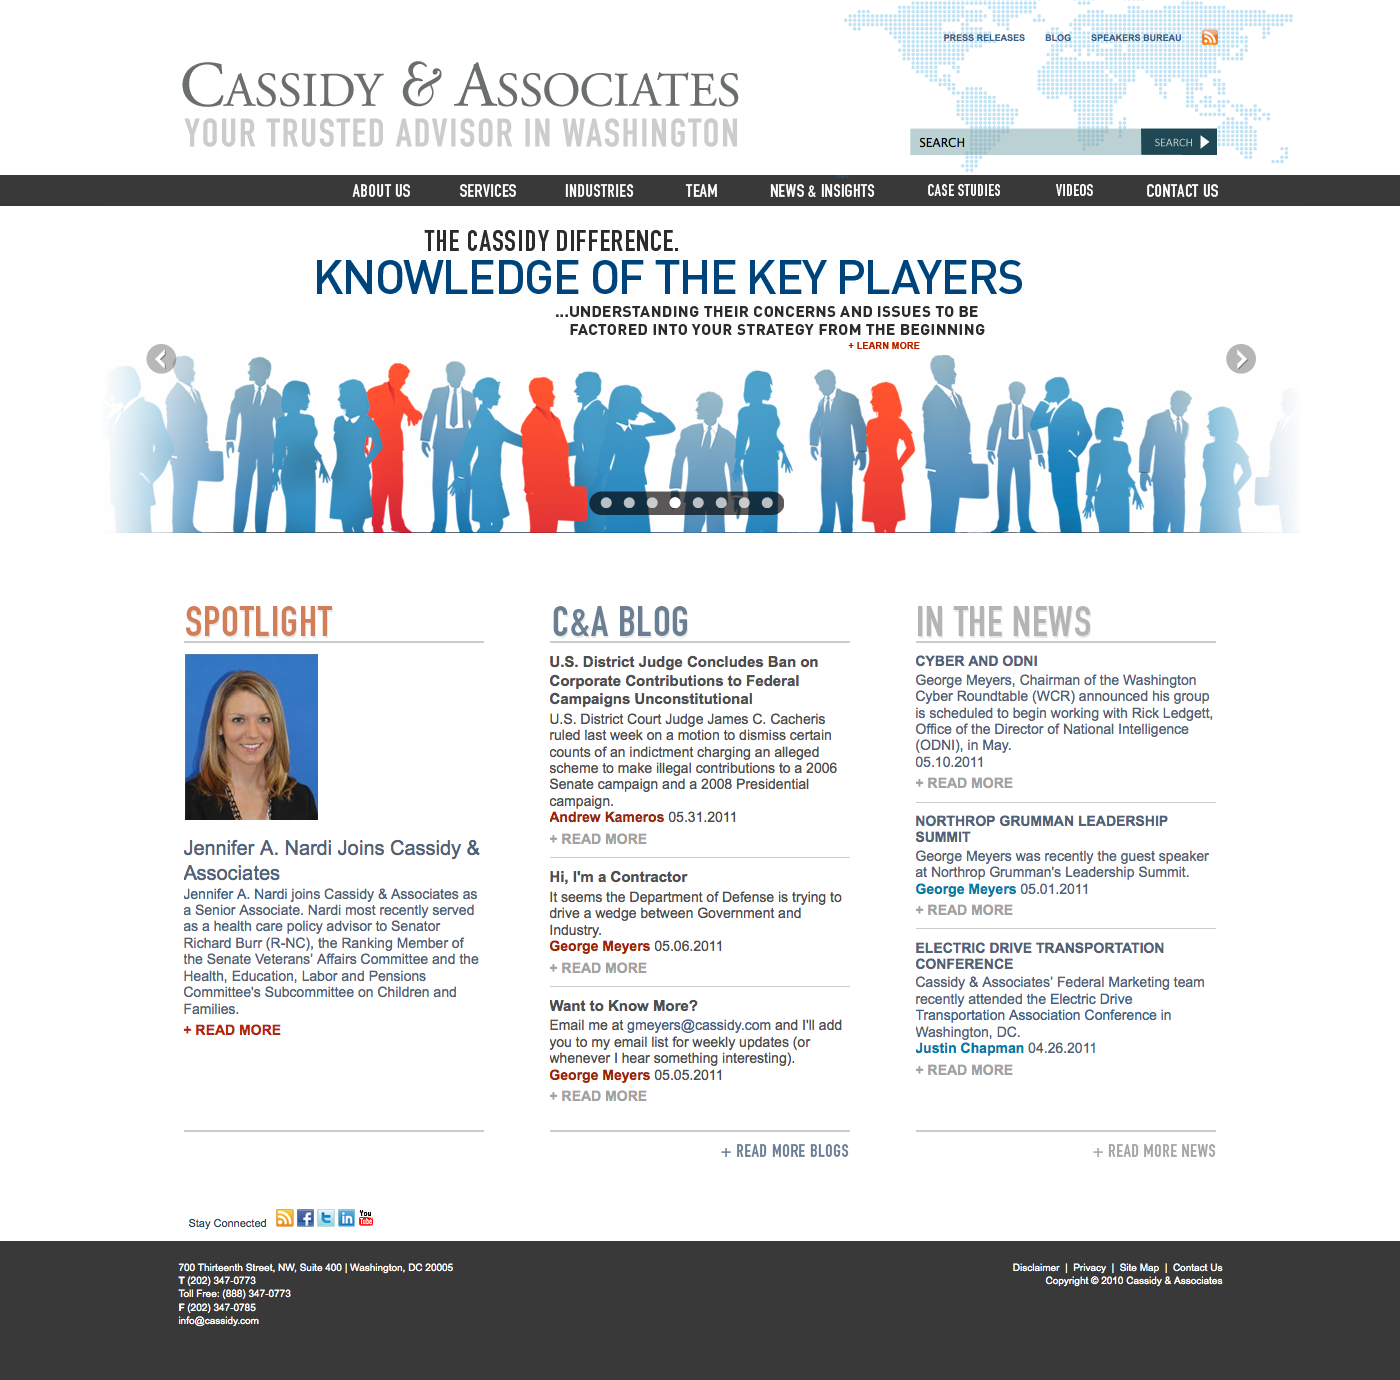 PRESS RELEASES BLOG SPEAKERS BUREAU
CASSIDY & ASSOCIATES
YOUR TRUSTED ADVISOR IN WASHINGTON
SEARCH SEARCH
ABOUT US SERVICES INDUSTRIES TEAM NEWS & INSIGHTS CASE STUDIES VIDEOS CONTACT US
THE CASSIDY DIFFERENCE.
KNOWLEDGE OF THE KEY PLAYERS
...UNDERSTANDING THEIR CONCERNS AND ISSUES TO BE
FACTORED INTO YOUR STRATEGY FROM THE BEGINNING
+ LEARN MORE
SPOTLIGHT
Jennifer A. Nardi Joins Cassidy &
Associates
Jennifer A. Nardi joins Cassidy & Associates as
a Senior Associate. Nardi most recently served
as a health care policy advisor to Senator
Richard Burr (R-NC), the Ranking Member of
the Senate Veterans' Affairs Committee and the
Health, Education, Labor and Pensions
Committee's Subcommittee on Children and
Families.
+ READ MORE
C&A BLOG
U.S. District Judge Concludes Ban on
Corporate Contributions to Federal
Campaigns Unconstitutional
U.S. District Court Judge James C. Cacheris
ruled last week on a motion to dismiss certain
counts of an indictment charging an alleged
scheme to make illegal contributions to a 2006
Senate campaign and a 2008 Presidential
campaign.
Andrew Kameros 05.31.2011
+ READ MORE
Hi, I'm a Contractor
It seems the Department of Defense is trying to
drive a wedge between Government and
Industry.
George Meyers 05.06.2011
+ READ MORE
Want to Know More?
Email me at gmeyers@cassidy.com and I'll add
you to my email list for weekly updates (or
whenever I hear something interesting).
George Meyers 05.05.2011
+ READ MORE
+ READ MORE BLOGS
IN THE NEWS
CYBER AND ODNI
George Meyers, Chairman of the Washington
Cyber Roundtable (WCR) announced his group
is scheduled to begin working with Rick Ledgett,
Office of the Director of National Intelligence
(ODNI), in May.
05.10.2011
+ READ MORE
NORTHROP GRUMMAN LEADERSHIP
SUMMIT
George Meyers was recently the guest speaker
at Northrop Grumman's Leadership Summit.
George Meyers 05.01.2011
+ READ MORE
ELECTRIC DRIVE TRANSPORTATION
CONFERENCE
Cassidy & Associates' Federal Marketing team
recently attended the Electric Drive
Transportation Association Conference in
Washington, DC.
Justin Chapman 04.26.2011
+ READ MORE
+ READ MORE NEWS
Stay Connected
You
Tube
700 Thirteenth Street, NW, Suite 400 | Washington, DC 20005
T (202) 347-0773
Toll Free: (888) 347-0773
F (202) 347-0785
info@cassidy.com
Disclaimer | Privacy | Site Map | Contact Us
Copyright © 2010 Cassidy & Associates